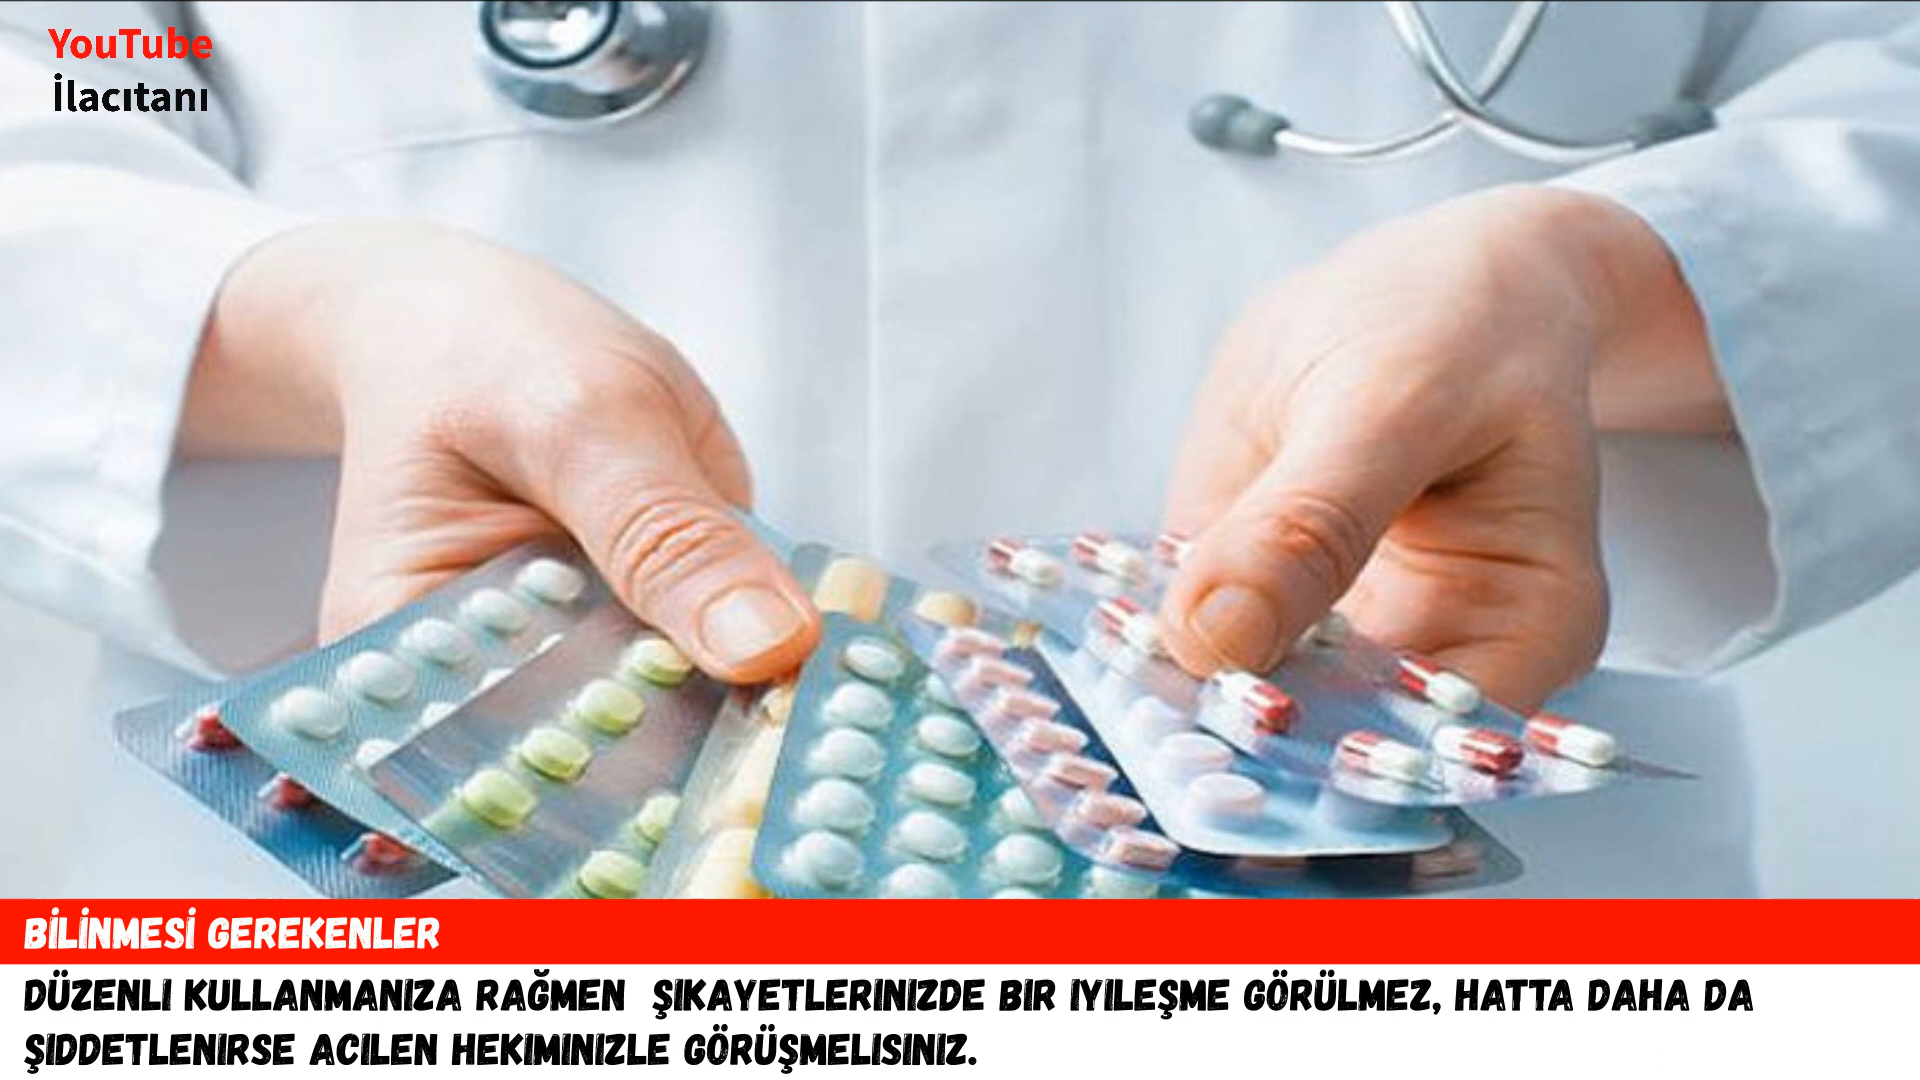 YouTube
İlacıtanı
BİLİNMESİ GEREKENLER
DÜZENLI KULLANMANIZA RAĞMEN ŞIKAYETLERINIZDE BIR IYILEŞME GÖRÜLMEZ, HATTA DAHA DA
ŞIDDETLENIRSE ACILEN HEKIMINIZLE GÖRÜŞMELISINIZ.